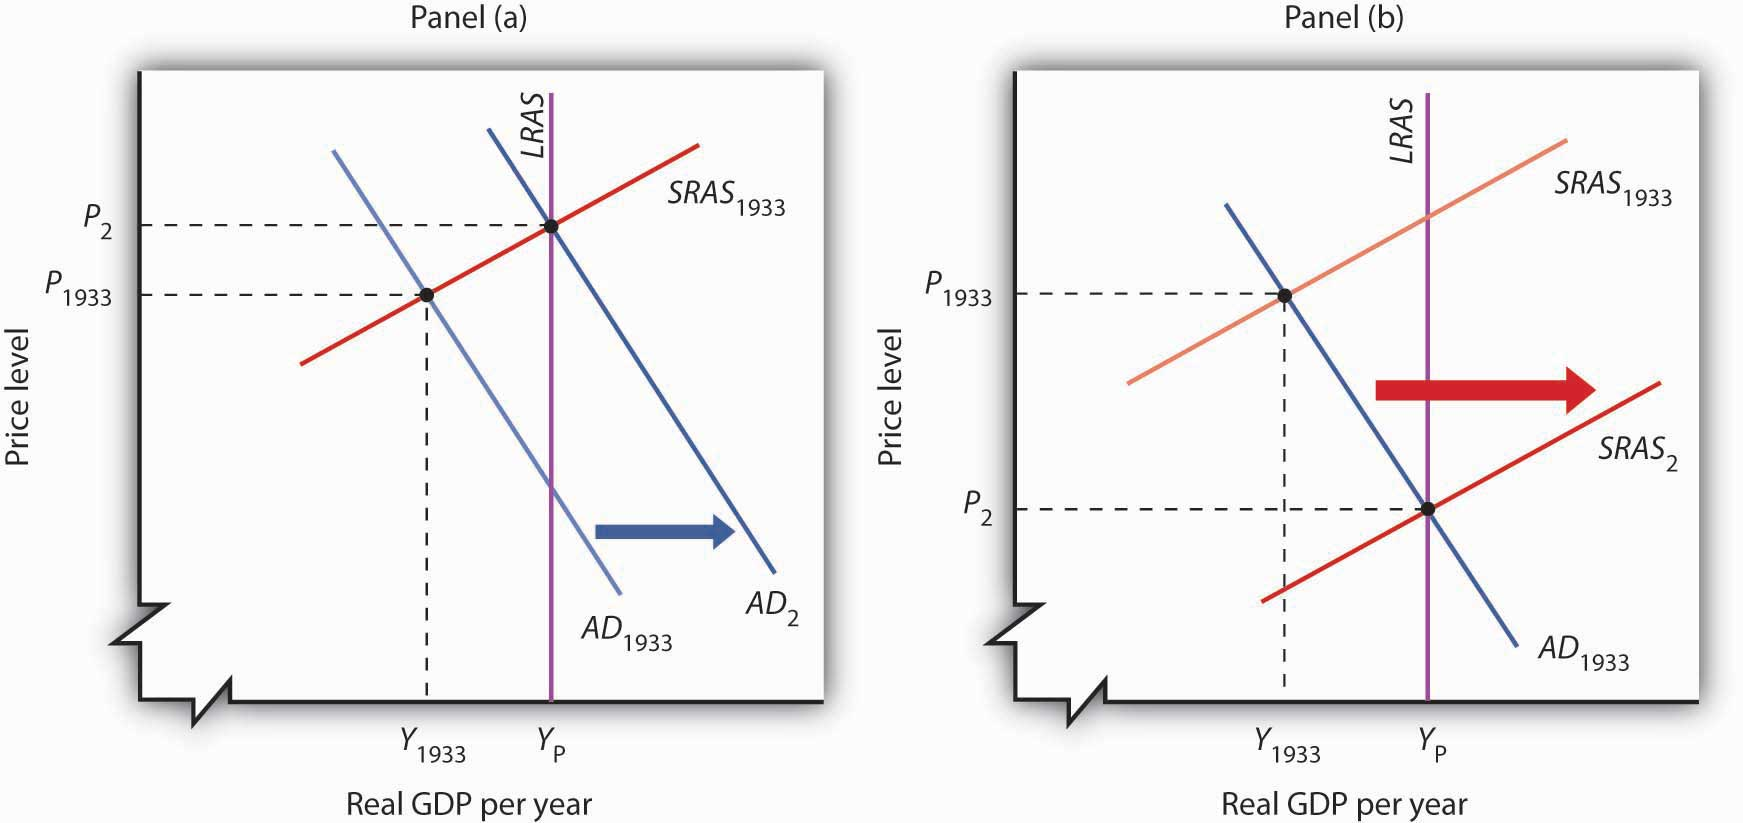 Panel (a)
LRAS
SRAS1933
P2
P1933
Price level
AD2
AD1933
Y1933
YP
Real GDP per year
Panel (b)
LRAS
SRAS1933
P1933
Price level
SRAS2
P2
AD1933
Y1933
YP
Real GDP per year